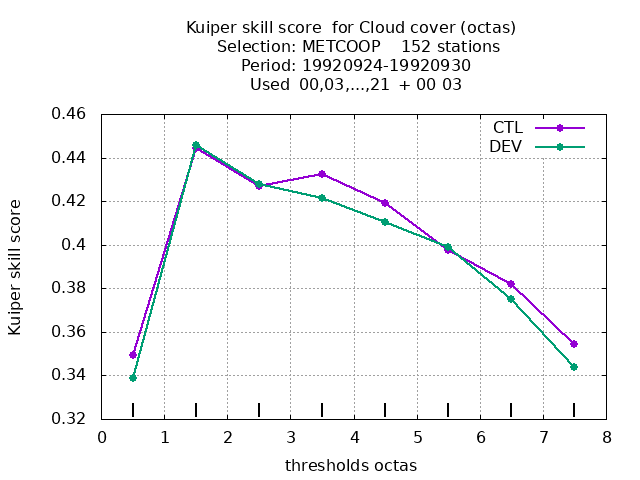 Kuiper skill score  for Cloud cover (octas)
Selection: METCOOP    152 stations
Period: 19920924-19920930
Used  00,03,...,21  + 00 03
CTL
DEV
Kuiper skill score
0.46
0.44
0.42
0.4
0.38
0.36
0.34
0.32
0 1 2 3 4 5 6 7 8
thresholds octas